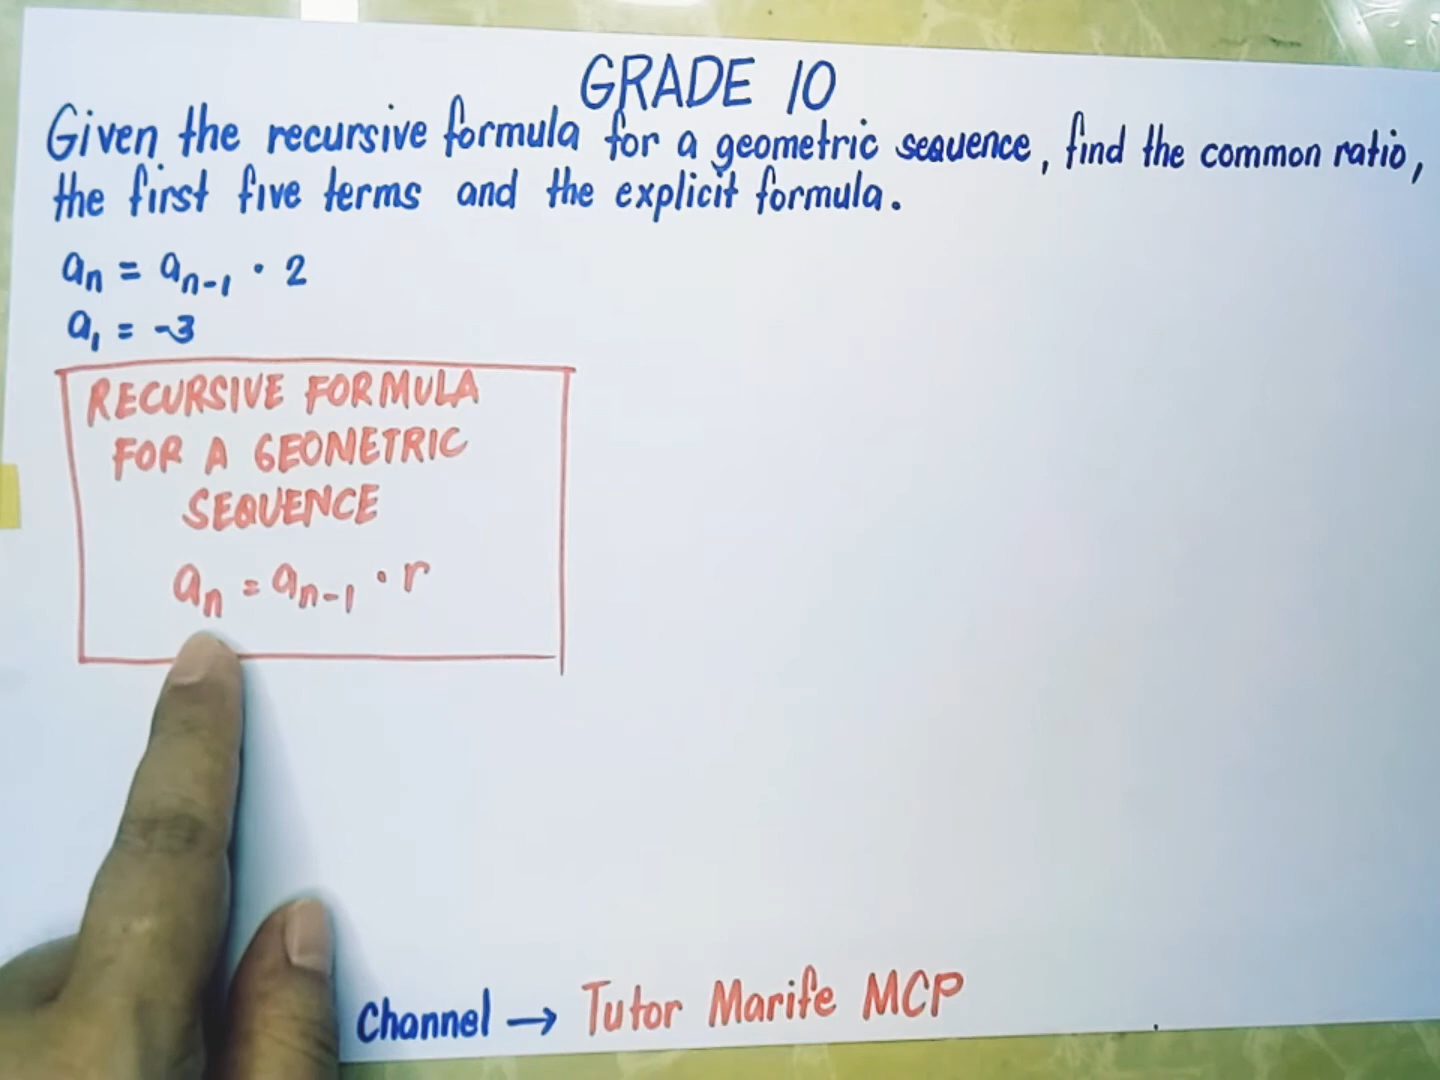 GRADE 10
Given the recursive formula for a geometric sequence, find the common ratio,
the first five terms and the explicit formula.
aₙ = aₙ₋₁ · 2
a₁ = -3
RECURSIVE FORMULA
FOR A GEONETRIC
SEQUENCE
aₙ = aₙ₋₁ · r
Channel → Tutor Marife MCP